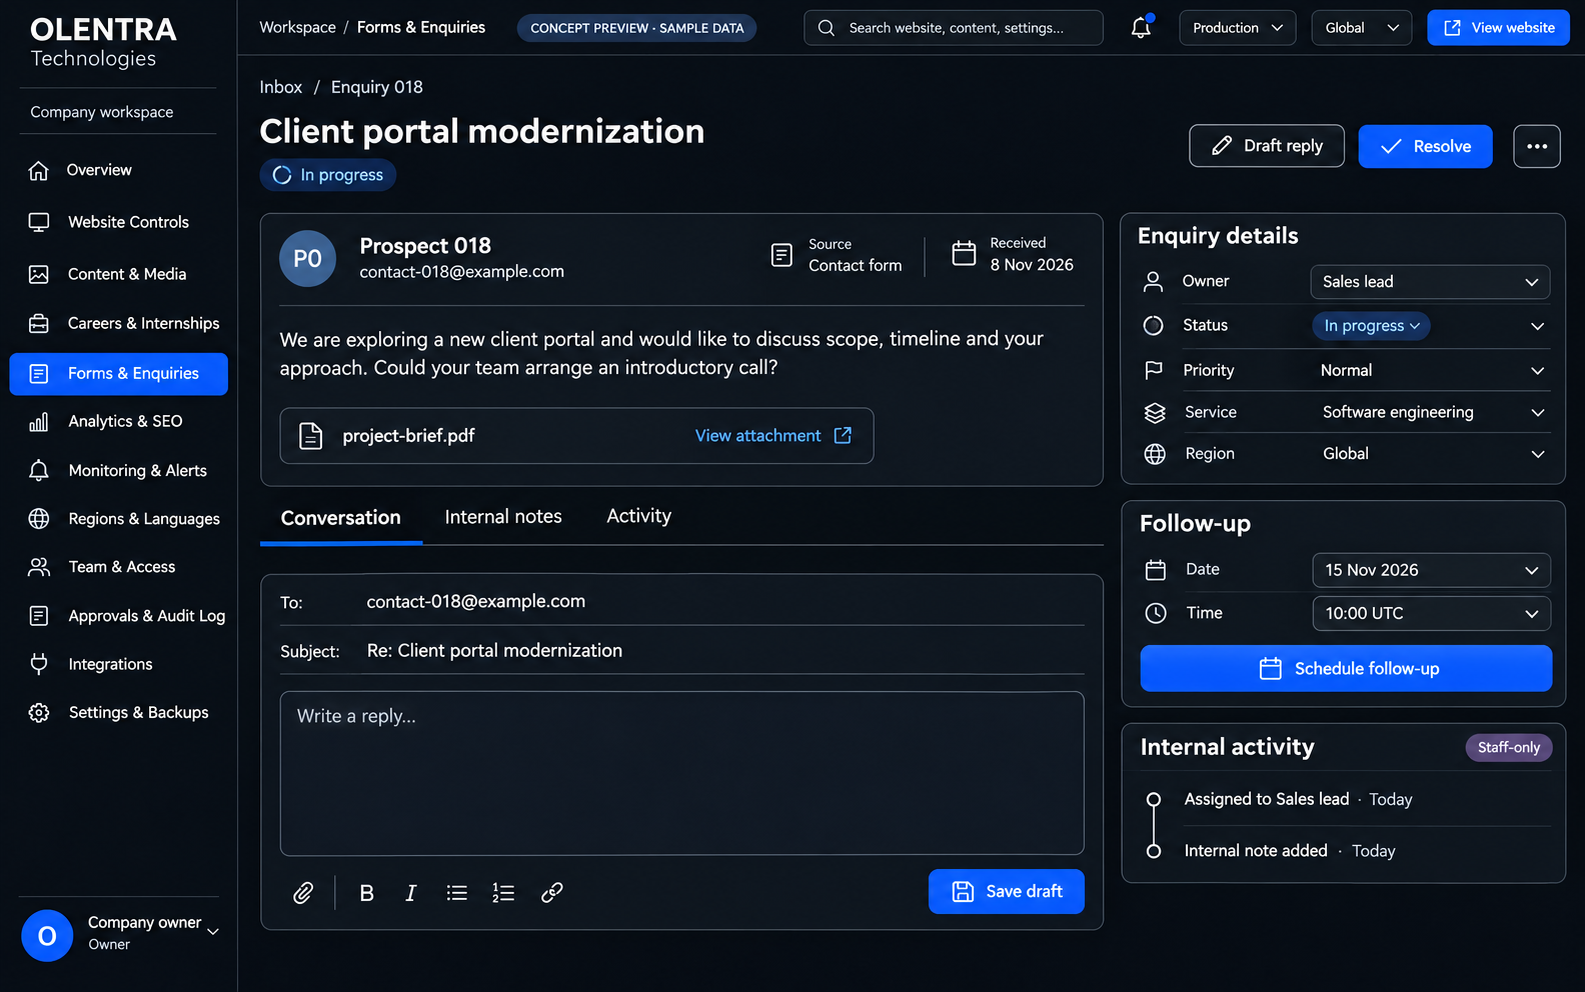 OLENTRA
Technologies
Company workspace
Overview
Website Controls
Content & Media
Careers & Internships
Forms & Enquiries
Analytics & SEO
Monitoring & Alerts
Regions & Languages
Team & Access
Approvals & Audit Log
Integrations
Settings & Backups
O
Company owner
Owner
Workspace / Forms & Enquiries
CONCEPT PREVIEW · SAMPLE DATA
Search website, content, settings...
Production
Global
View website
Inbox / Enquiry 018
Client portal modernization
In progress
Draft reply
Resolve
P0
Prospect 018
contact-018@example.com
Source
Contact form
Received
8 Nov 2026
We are exploring a new client portal and would like to discuss scope, timeline and your
approach. Could your team arrange an introductory call?
project-brief.pdf
View attachment
Conversation
Internal notes
Activity
To: contact-018@example.com
Subject: Re: Client portal modernization
Write a reply...
B I
Save draft
Enquiry details
Owner Sales lead
Status In progress
Priority Normal
Service Software engineering
Region Global
Follow-up
Date 15 Nov 2026
Time 10:00 UTC
Schedule follow-up
Internal activity
Staff-only
Assigned to Sales lead · Today
Internal note added · Today